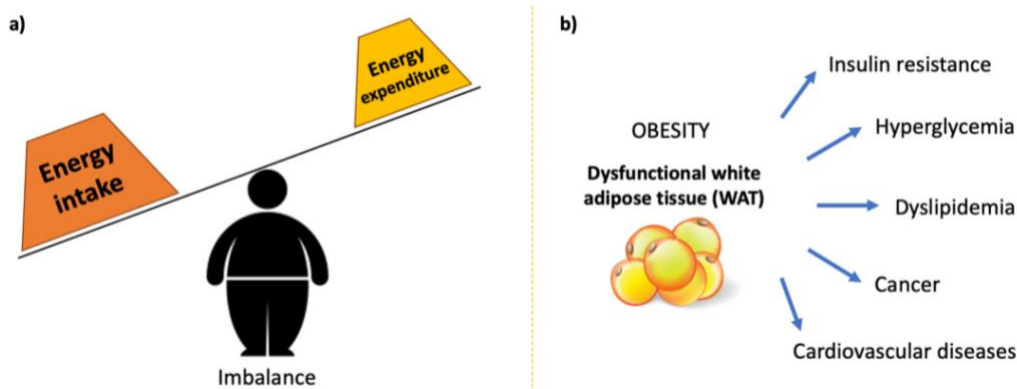 a)
Energy
intake
Energy
expenditure
Imbalance
b)
OBESITY
Dysfunctional white
adipose tissue (WAT)
Insulin resistance
Hyperglycemia
Dyslipidemia
Cancer
Cardiovascular diseases